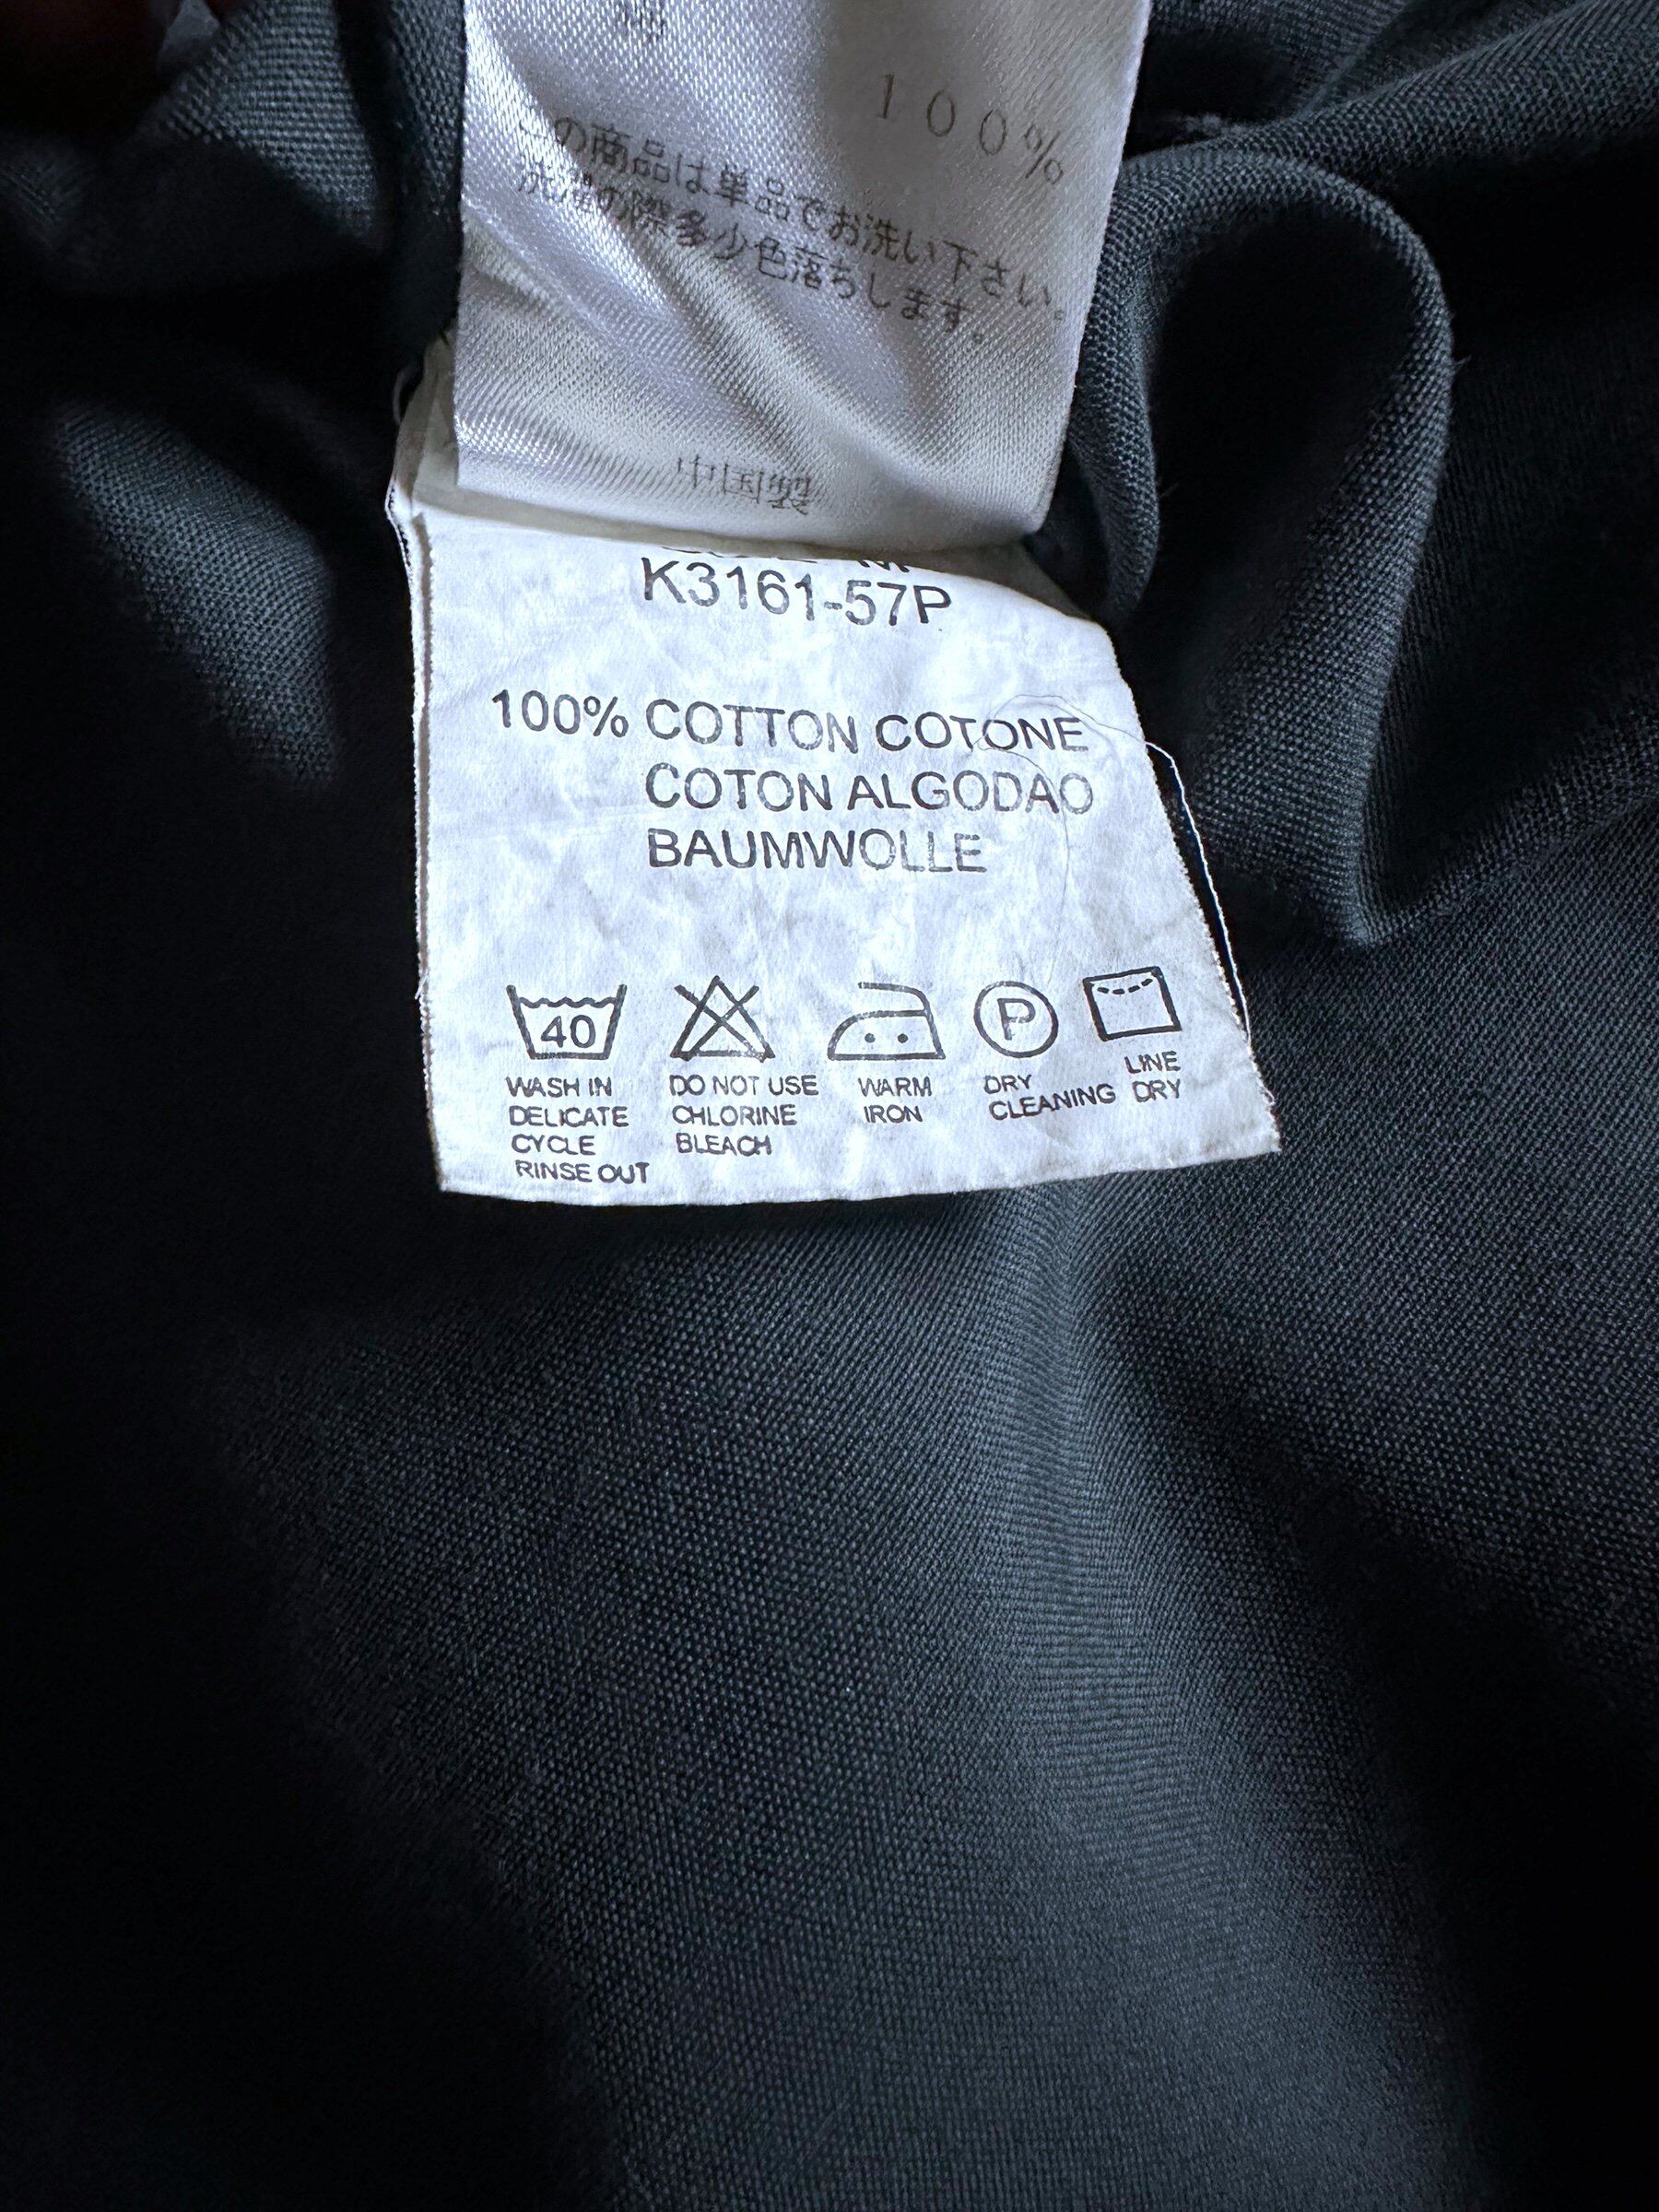 100%
この商品は単品でお洗い下さい。
洗濯の際多少色落ちします。
中国製
K3161-57P
100% COTTON COTONE
COTON ALGODAO
BAUMWOLLE
40
P
WASH IN
DELICATE
CYCLE
RINSE OUT
DO NOT USE
CHLORINE
BLEACH
WARM
IRON
DRY
CLEANING
LINE
DRY